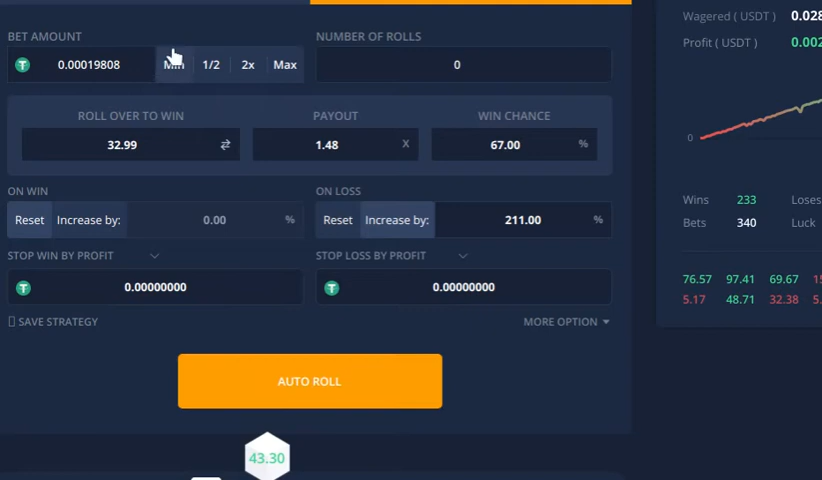 BET AMOUNT
0.00019808
1/2 2x Max
NUMBER OF ROLLS
0
ROLL OVER TO WIN
32.99
PAYOUT
1.48 X
WIN CHANCE
67.00 %
ON WIN
Reset Increase by: 0.00 %
ON LOSS
Reset Increase by: 211.00 %
STOP WIN BY PROFIT
0.00000000
STOP LOSS BY PROFIT
0.00000000
SAVE STRATEGY
MORE OPTION
AUTO ROLL
43.30
Wagered ( USDT ) 0.028
Profit ( USDT ) 0.002
0
Wins 233 Loses
Bets 340 Luck
76.57 97.41 69.67
5.17 48.71 32.38